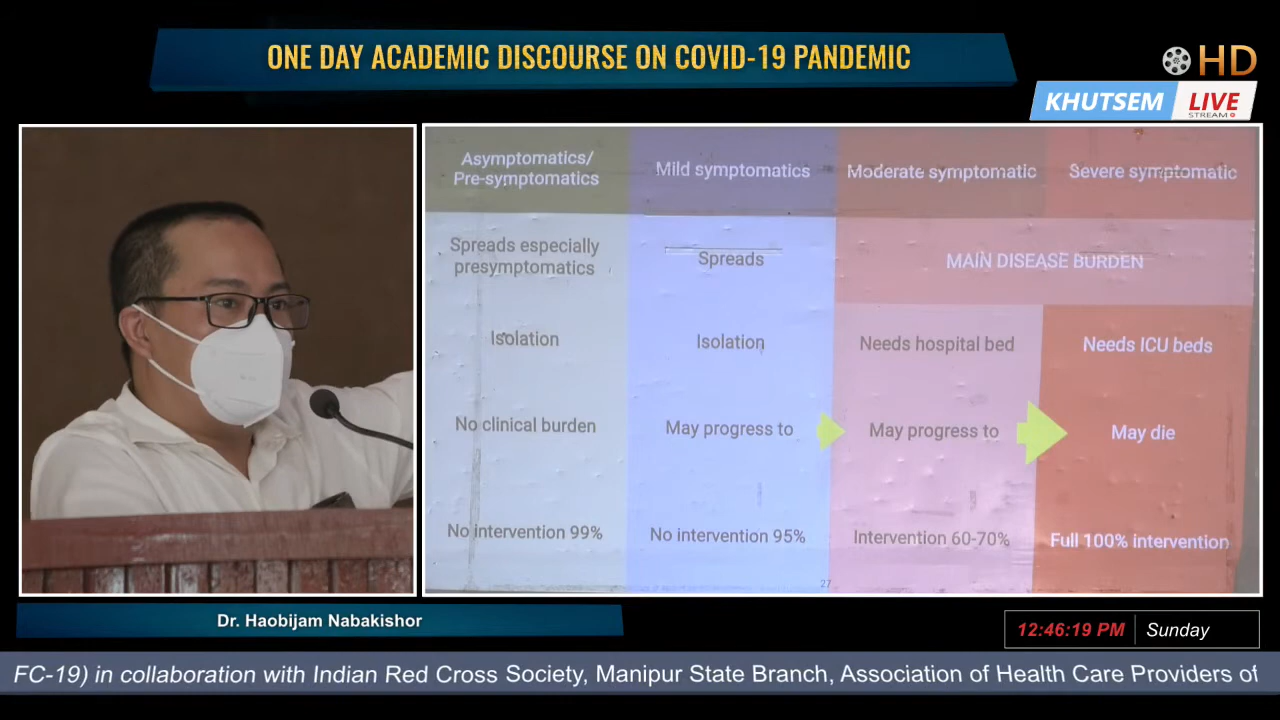 ONE DAY ACADEMIC DISCOURSE ON COVID-19 PANDEMIC
HD
KHUTSEM LIVE
STREAM
Asymptomatics/
Pre-symptomatics
Mild symptomatics
Moderate symptomatic
Severe symptomatic
Spreads especially
presymptomatics
Spreads
MAIN DISEASE BURDEN
Isolation
Isolation
Needs hospital bed
Needs ICU beds
No clinical burden
May progress to
May progress to
May die
No intervention 99%
No intervention 95%
Intervention 60-70%
Full 100% intervention
27
Dr. Haobijam Nabakishor
12:46:19 PM Sunday
FC-19) in collaboration with Indian Red Cross Society, Manipur State Branch, Association of Health Care Providers of